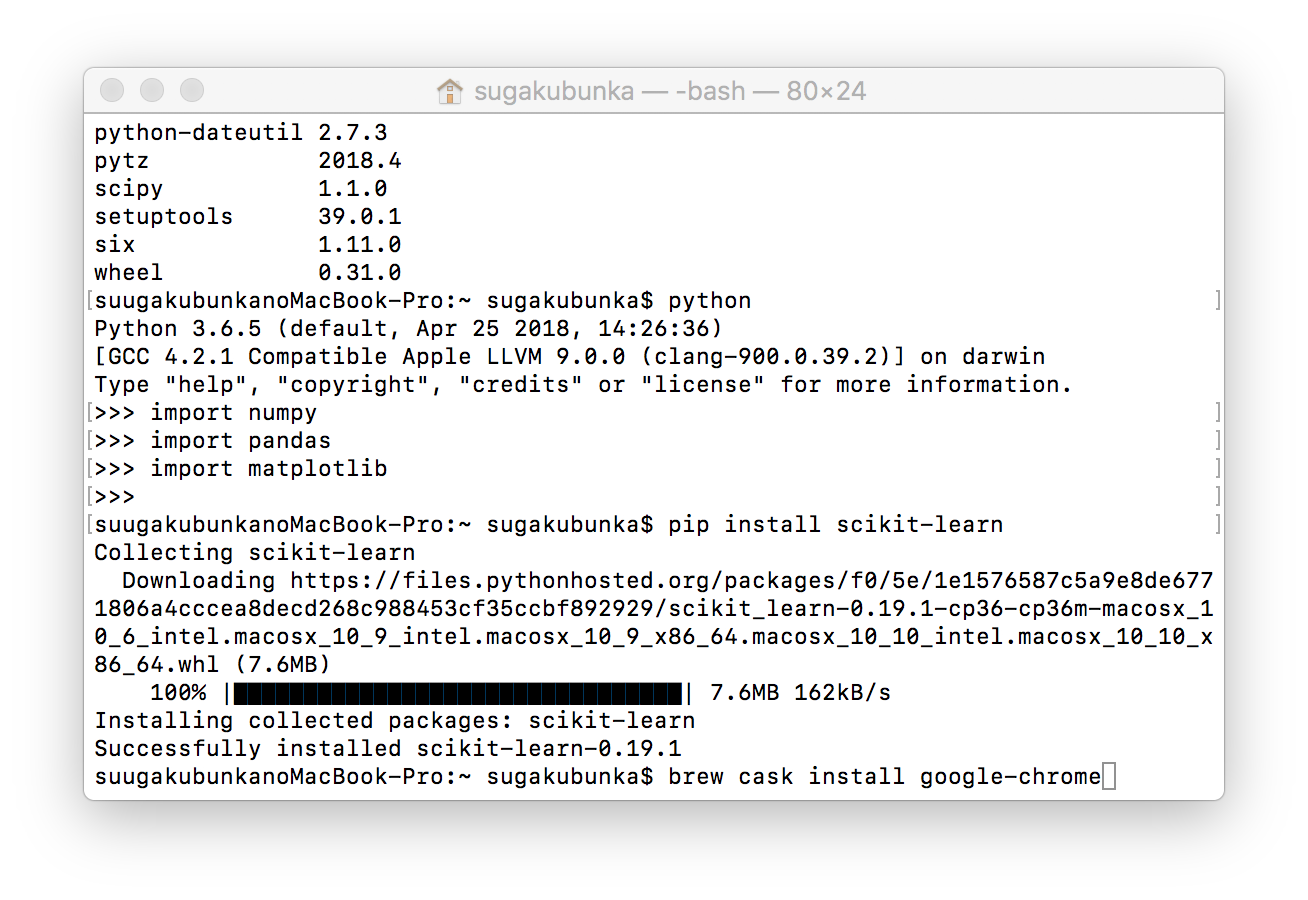 sugakubunka — -bash — 80×24
python-dateutil 2.7.3
pytz            2018.4
scipy           1.1.0
setuptools      39.0.1
six             1.11.0
wheel           0.31.0
[suugakubunkanoMacBook-Pro:~ sugakubunka$ python ]
Python 3.6.5 (default, Apr 25 2018, 14:26:36)
[GCC 4.2.1 Compatible Apple LLVM 9.0.0 (clang-900.0.39.2)] on darwin
Type "help", "copyright", "credits" or "license" for more information.
[>>> import numpy ]
[>>> import pandas ]
[>>> import matplotlib ]
[>>> ]
[suugakubunkanoMacBook-Pro:~ sugakubunka$ pip install scikit-learn ]
Collecting scikit-learn
  Downloading https://files.pythonhosted.org/packages/f0/5e/1e1576587c5a9e8de677
1806a4cccea8decd268c988453cf35ccbf892929/scikit_learn-0.19.1-cp36-cp36m-macosx_1
0_6_intel.macosx_10_9_intel.macosx_10_9_x86_64.macosx_10_10_intel.macosx_10_10_x
86_64.whl (7.6MB)
    100% |████████████████████████████████| 7.6MB 162kB/s
Installing collected packages: scikit-learn
Successfully installed scikit-learn-0.19.1
suugakubunkanoMacBook-Pro:~ sugakubunka$ brew cask install google-chrome